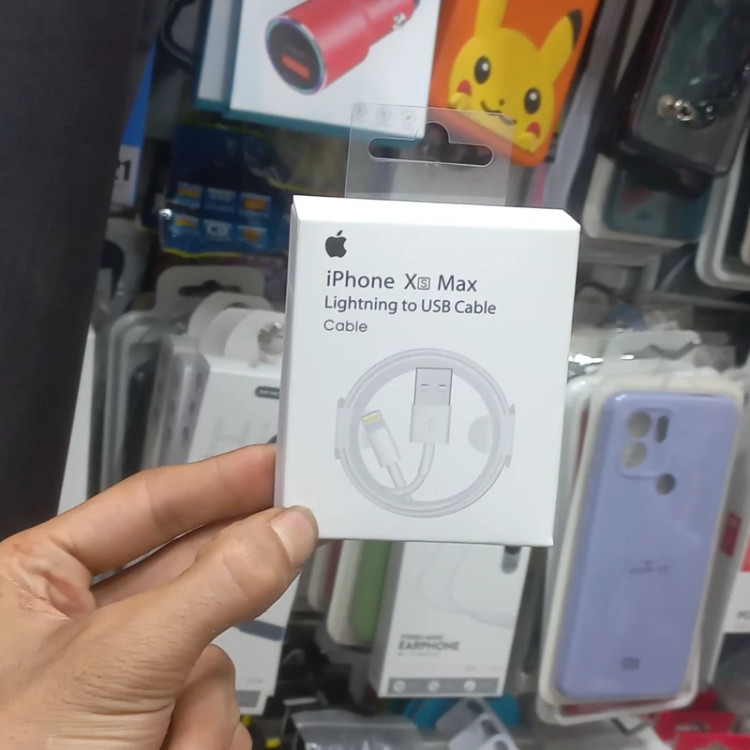 iPhone XS Max
Lightning to USB Cable
Cable
EARPHONE